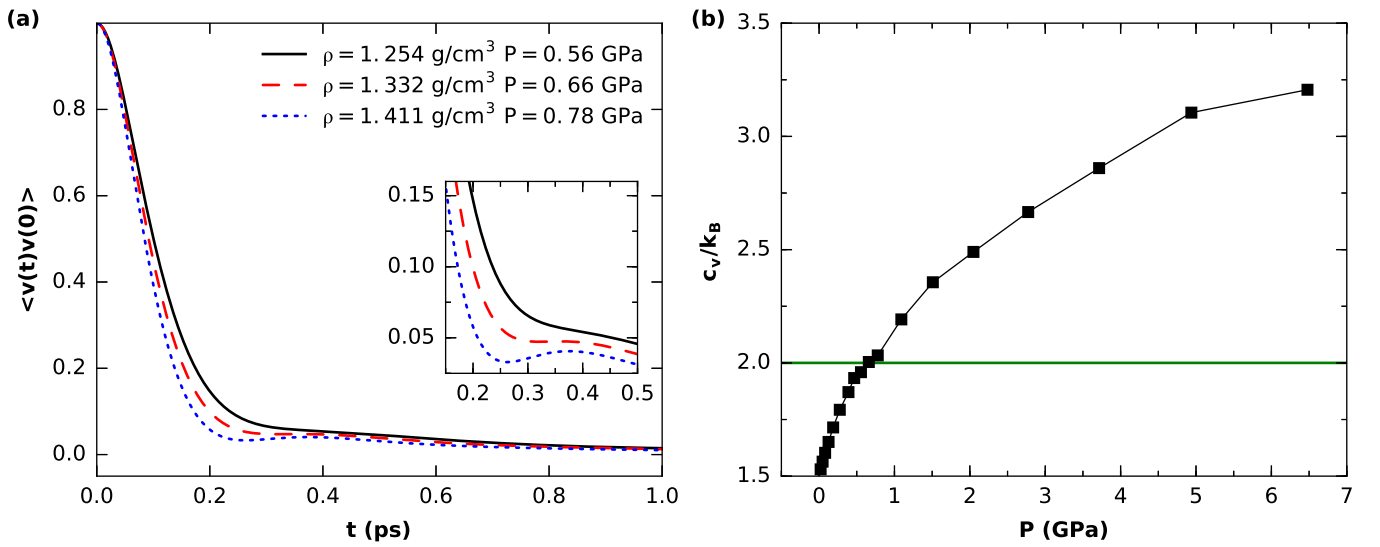 (a)
ρ = 1.254 g/cm³ P = 0.56 GPa
ρ = 1.332 g/cm³ P = 0.66 GPa
ρ = 1.411 g/cm³ P = 0.78 GPa
0.8
0.6
0.4
0.2
0.0
<v(t)v(0)>
0.15
0.10
0.05
0.2 0.3 0.4 0.5
0.0 0.2 0.4 0.6 0.8 1.0
t (ps)
(b)
3.5
3.0
2.5
2.0
1.5
cᵥ/k_B
0 1 2 3 4 5 6 7
P (GPa)